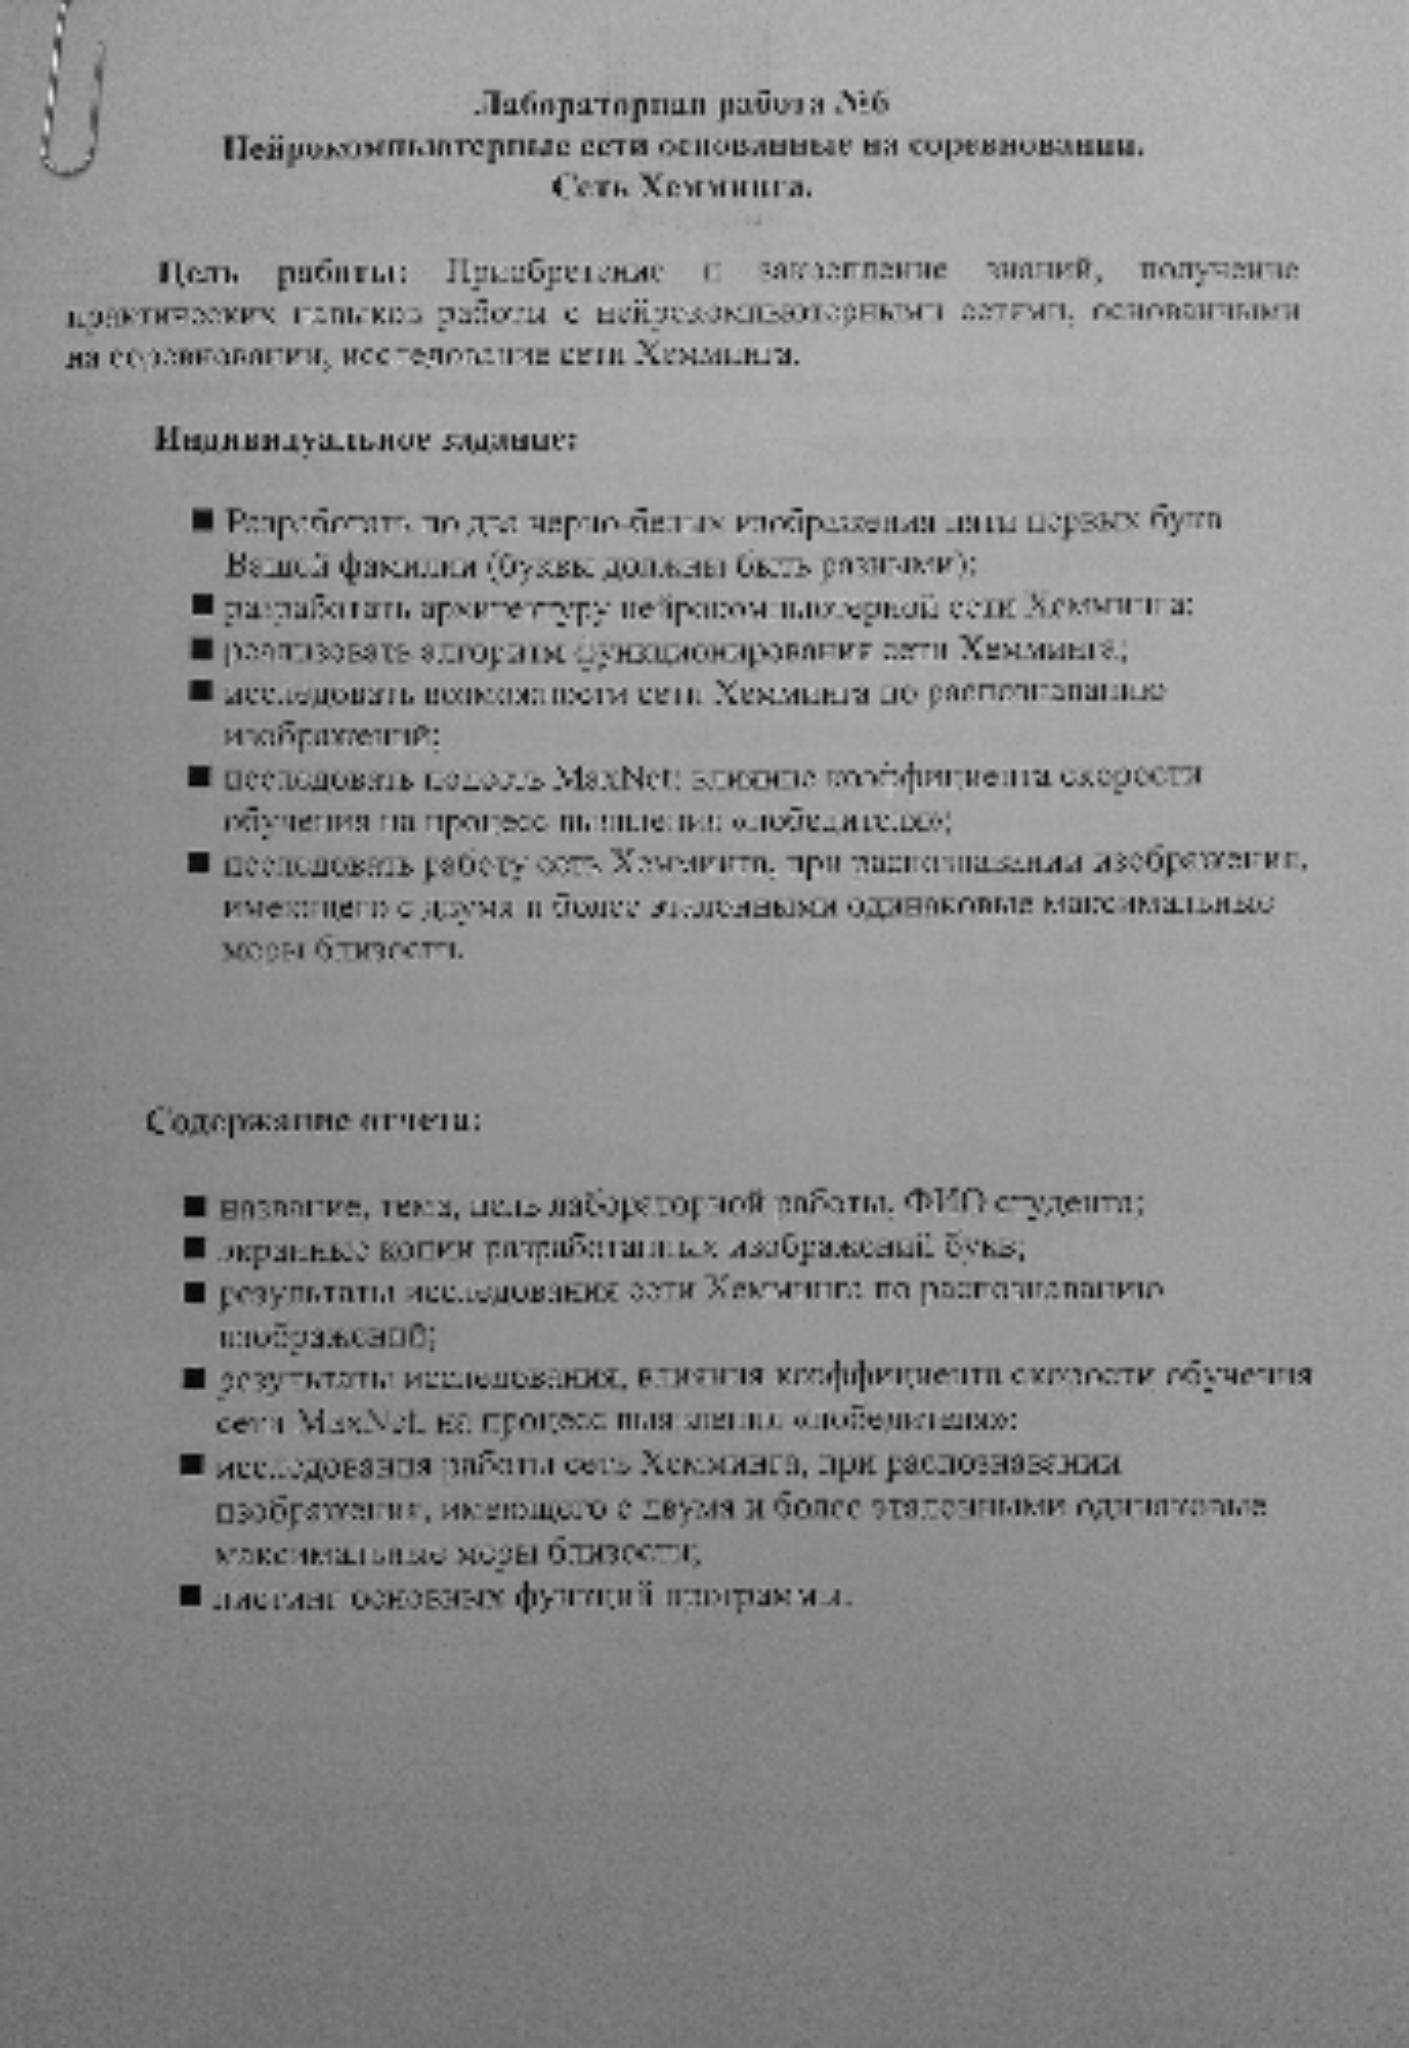 Лабораторная работа №6
Нейрокомпьютерные сети основанные на соревновании.
Сеть Хемминга.
Цель работы: Приобретение и закрепление знаний, получение
практических навыков работы с нейрокомпьютерными сетями, основанными
на соревновании, исследование сети Хемминга.
Индивидуальное задание:
■ Разработать по два черно-белых изображения пяти первых букв
Вашей фамилии (буквы должны быть разными);
■ разработать архитектуру нейрокомпьютерной сети Хемминга;
■ реализовать алгоритм функционирования сети Хемминга;
■ исследовать возможности сети Хемминга по распознаванию
изображений;
■ исследовать подсеть MaxNet: влияние коэффициента скорости
обучения на процесс выявления «победителя»;
■ исследовать работу сеть Хемминга, при распознавании изображения,
имеющего с двумя и более эталонными одинаковые максимальные
меры близости.
Содержание отчета:
■ название, тема, цель лабораторной работы, ФИО студента;
■ экранные копии разработанных изображений букв;
■ результаты исследования сети Хемминга по распознаванию
изображений;
■ результаты исследования, влияния коэффициента скорости обучения
сети MaxNet, на процесс выявления «победителя»;
■ исследования работы сеть Хемминга, при распознавании
изображения, имеющего с двумя и более эталонными одинаковые
максимальные меры близости;
■ листинг основных функций программы.